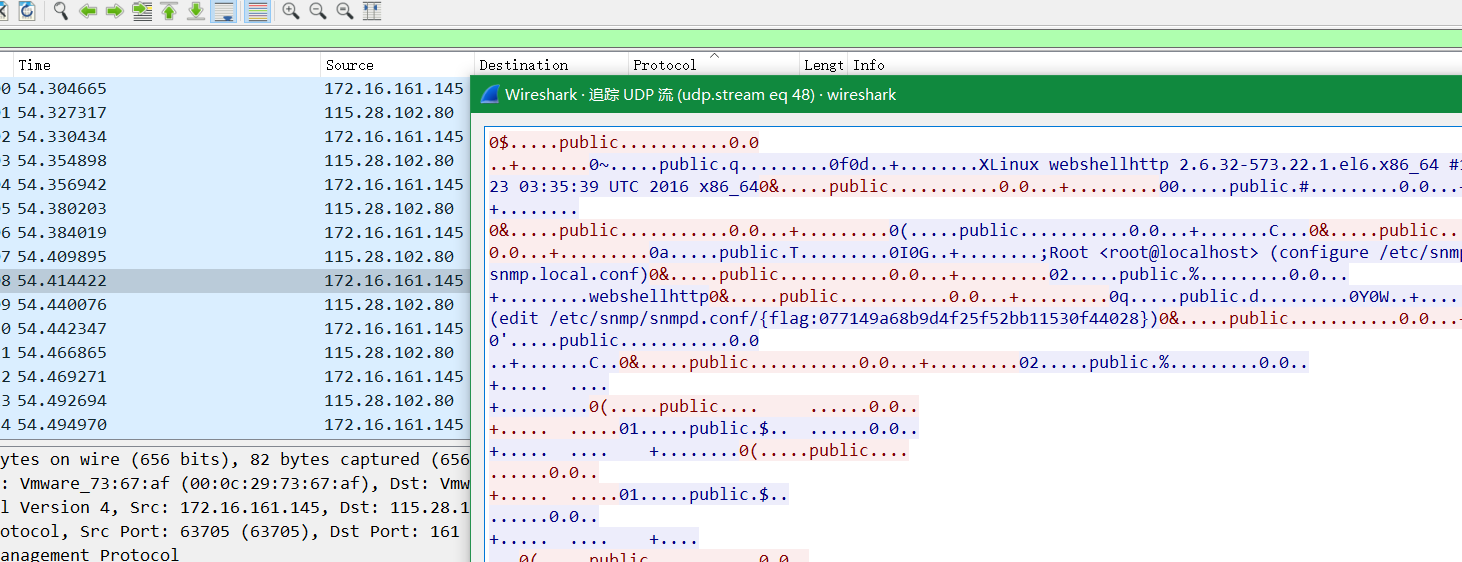 Time Source Destination Protocol Lengt Info
0 54.304665 172.16.161.145
1 54.327317 115.28.102.80
2 54.330434 172.16.161.145
3 54.354898 115.28.102.80
4 54.356942 172.16.161.145
5 54.380203 115.28.102.80
6 54.384019 172.16.161.145
7 54.409895 115.28.102.80
8 54.414422 172.16.161.145
9 54.440076 115.28.102.80
0 54.442347 172.16.161.145
1 54.466865 115.28.102.80
2 54.469271 172.16.161.145
3 54.492694 115.28.102.80
4 54.494970 172.16.161.145
ytes on wire (656 bits), 82 bytes captured (656
: Vmware_73:67:af (00:0c:29:73:67:af), Dst: Vmw
l Version 4, Src: 172.16.161.145, Dst: 115.28.1
otocol, Src Port: 63705 (63705), Dst Port: 161
anagement Protocol
Wireshark · 追踪 UDP 流 (udp.stream eq 48) · wireshark
0$.....public...........0.0
..+.......0~.....public.q.........0f0d..+........XLinux webshellhttp 2.6.32-573.22.1.el6.x86_64 #1
23 03:35:39 UTC 2016 x86_640&.....public...........0.0...+.........00.....public.#.........0.0...+
+........
0&.....public...........0.0...+.........0(.....public...........0.0...+.......C...0&.....public....
0.0...+.........0a.....public.T.........0I0G..+........;Root <root@localhost> (configure /etc/snmp
snmp.local.conf)0&.....public...........0.0...+.........02.....public.%.........0.0...
+.........webshellhttp0&.....public...........0.0...+.........0q.....public.d.........0Y0W..+....
(edit /etc/snmp/snmpd.conf/{flag:077149a68b9d4f25f52bb11530f44028})0&.....public...........0.0...+
0'.....public...........0.0
..+.......C..0&.....public...........0.0...+.........02.....public.%.........0.0..
+..... ....
+.........0(.....public.... ......0.0..
+..... .....01.....public.$.. ......0.0..
+..... .... +........0(.....public....
......0.0..
+..... .....01.....public.$..
......0.0..
+..... .... +....
0(.....public...........0.0